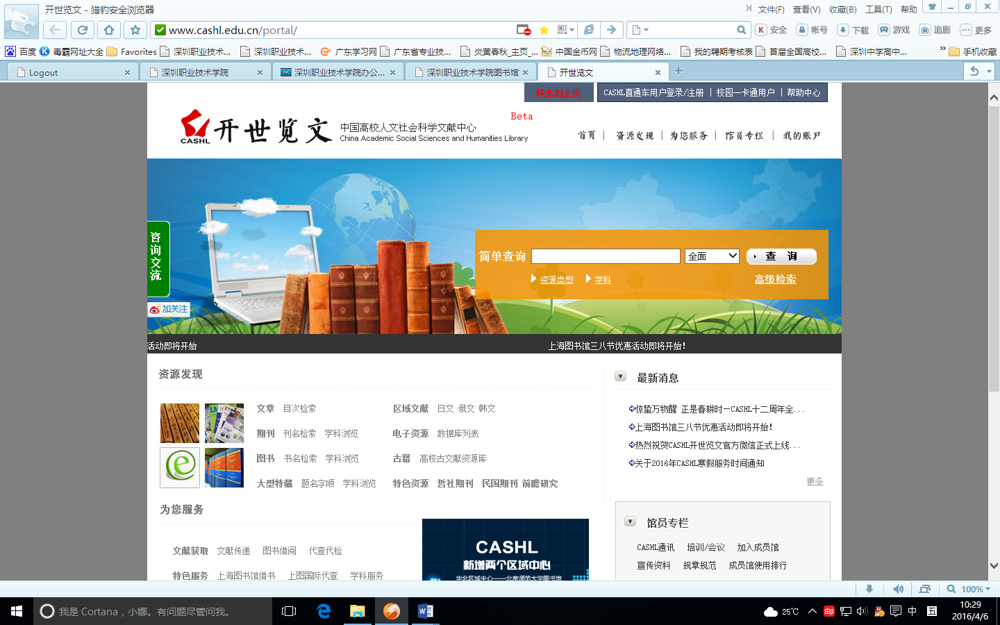 开世览文 - 猎豹安全浏览器
文件(F) 查看(V) 收藏(B) 工具(T) 帮助
www.cashl.edu.cn/portal/
安全 帐号 下载 游戏 追剧 更多
百度 毒霸网址大全 Favorites 深圳职业技术... 深圳职业技术... 广东学习网 广东省专业技... 炎黄春秋_主页_... 中国金币网 物流地理网络... 我的聘期考核表 首届全国高校... 深圳中学高中... » 手机收藏
Logout 深圳职业技术学院 深圳职业技术学院办公... 深圳职业技术学院图书馆 开世览文
怀念旧主页 CASHL直通车用户登录/注册 | 校园一卡通用户 | 帮助中心
Beta
CASHL 开世览文 中国高校人文社会科学文献中心
China Academic Social Sciences and Humanities Library
首页 | 资源发现 | 为您服务 | 馆员专栏 | 我的账户
咨询交流
加关注
简单查询 全面 查 询
资源类型 学科 高级检索
活动即将开始 上海图书馆三八节优惠活动即将开始！
资源发现
文章 目次检索 区域文献 日文 俄文 韩文
期刊 刊名检索 学科浏览 电子资源 数据库列表
图书 书名检索 学科浏览 古籍 高校古文献资源库
大型特藏 题名字顺 学科浏览 特色资源 哲社期刊 民国期刊 前瞻研究
最新消息
惊蛰万物醒 正是春耕时—CASHL十二周年全...
上海图书馆三八节优惠活动即将开始！
热烈祝贺CASHL开世览文官方微信正式上线...
关于2016年CASHL寒假服务时间通知
更多
为您服务
文献获取 文献传递 图书借阅 代查代检
特色服务 上海图书馆借书 上图国际代查 学科服务
CASHL
新增两个区域中心
华北区域中心——北京师范大学图书馆
馆员专栏
CASHL通讯 培训/会议 加入成员馆
宣传资料 规章规范 成员馆使用排行
100%
我是 Cortana，小娜。有问题尽管问我。
25℃ 中 五
10:29
2016/4/6